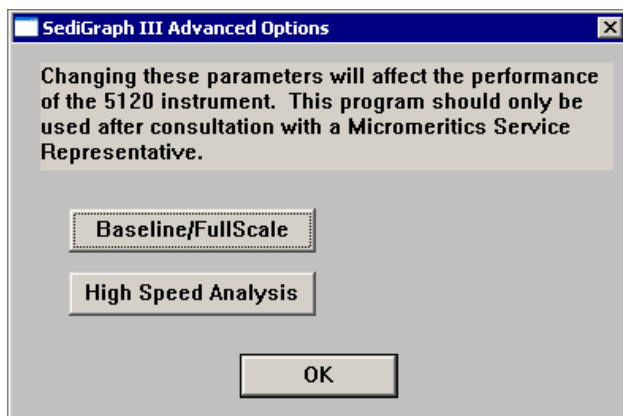 SediGraph III Advanced Options
Changing these parameters will affect the performance
of the 5120 instrument.  This program should only be
used after consultation with a Micromeritics Service
Representative.
Baseline/FullScale
High Speed Analysis
OK